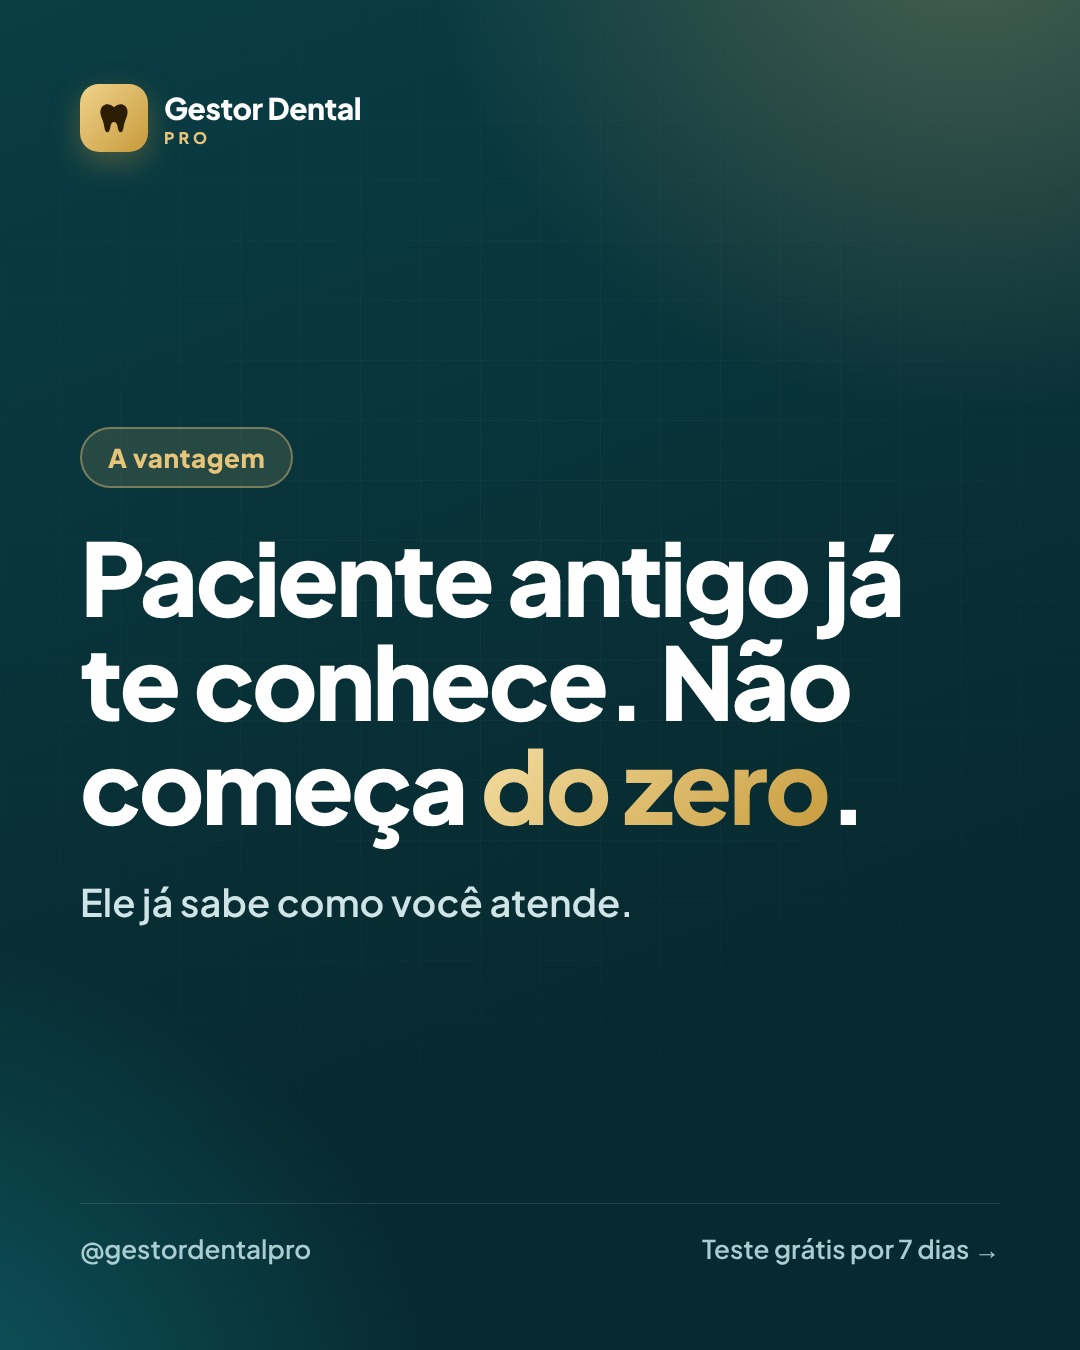 Gestor Dental
PRO
A vantagem
Paciente antigo já
te conhece. Não
começa do zero.
Ele já sabe como você atende.
@gestordentalpro
Teste grátis por 7 dias →